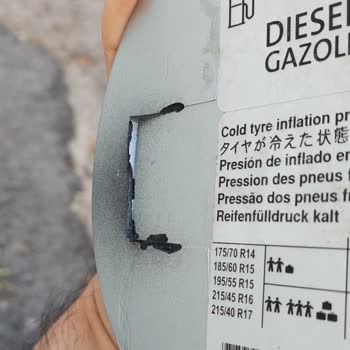 DIESEL
GAZOL
Cold tyre inflation pr
タイヤが冷えた状態
Presión de inflado en
Pression des pneus f
Pressão dos pneus f
Reifenfülldruck kalt
175/70 R14
185/60 R15
195/55 R15
215/45 R16
215/40 R17